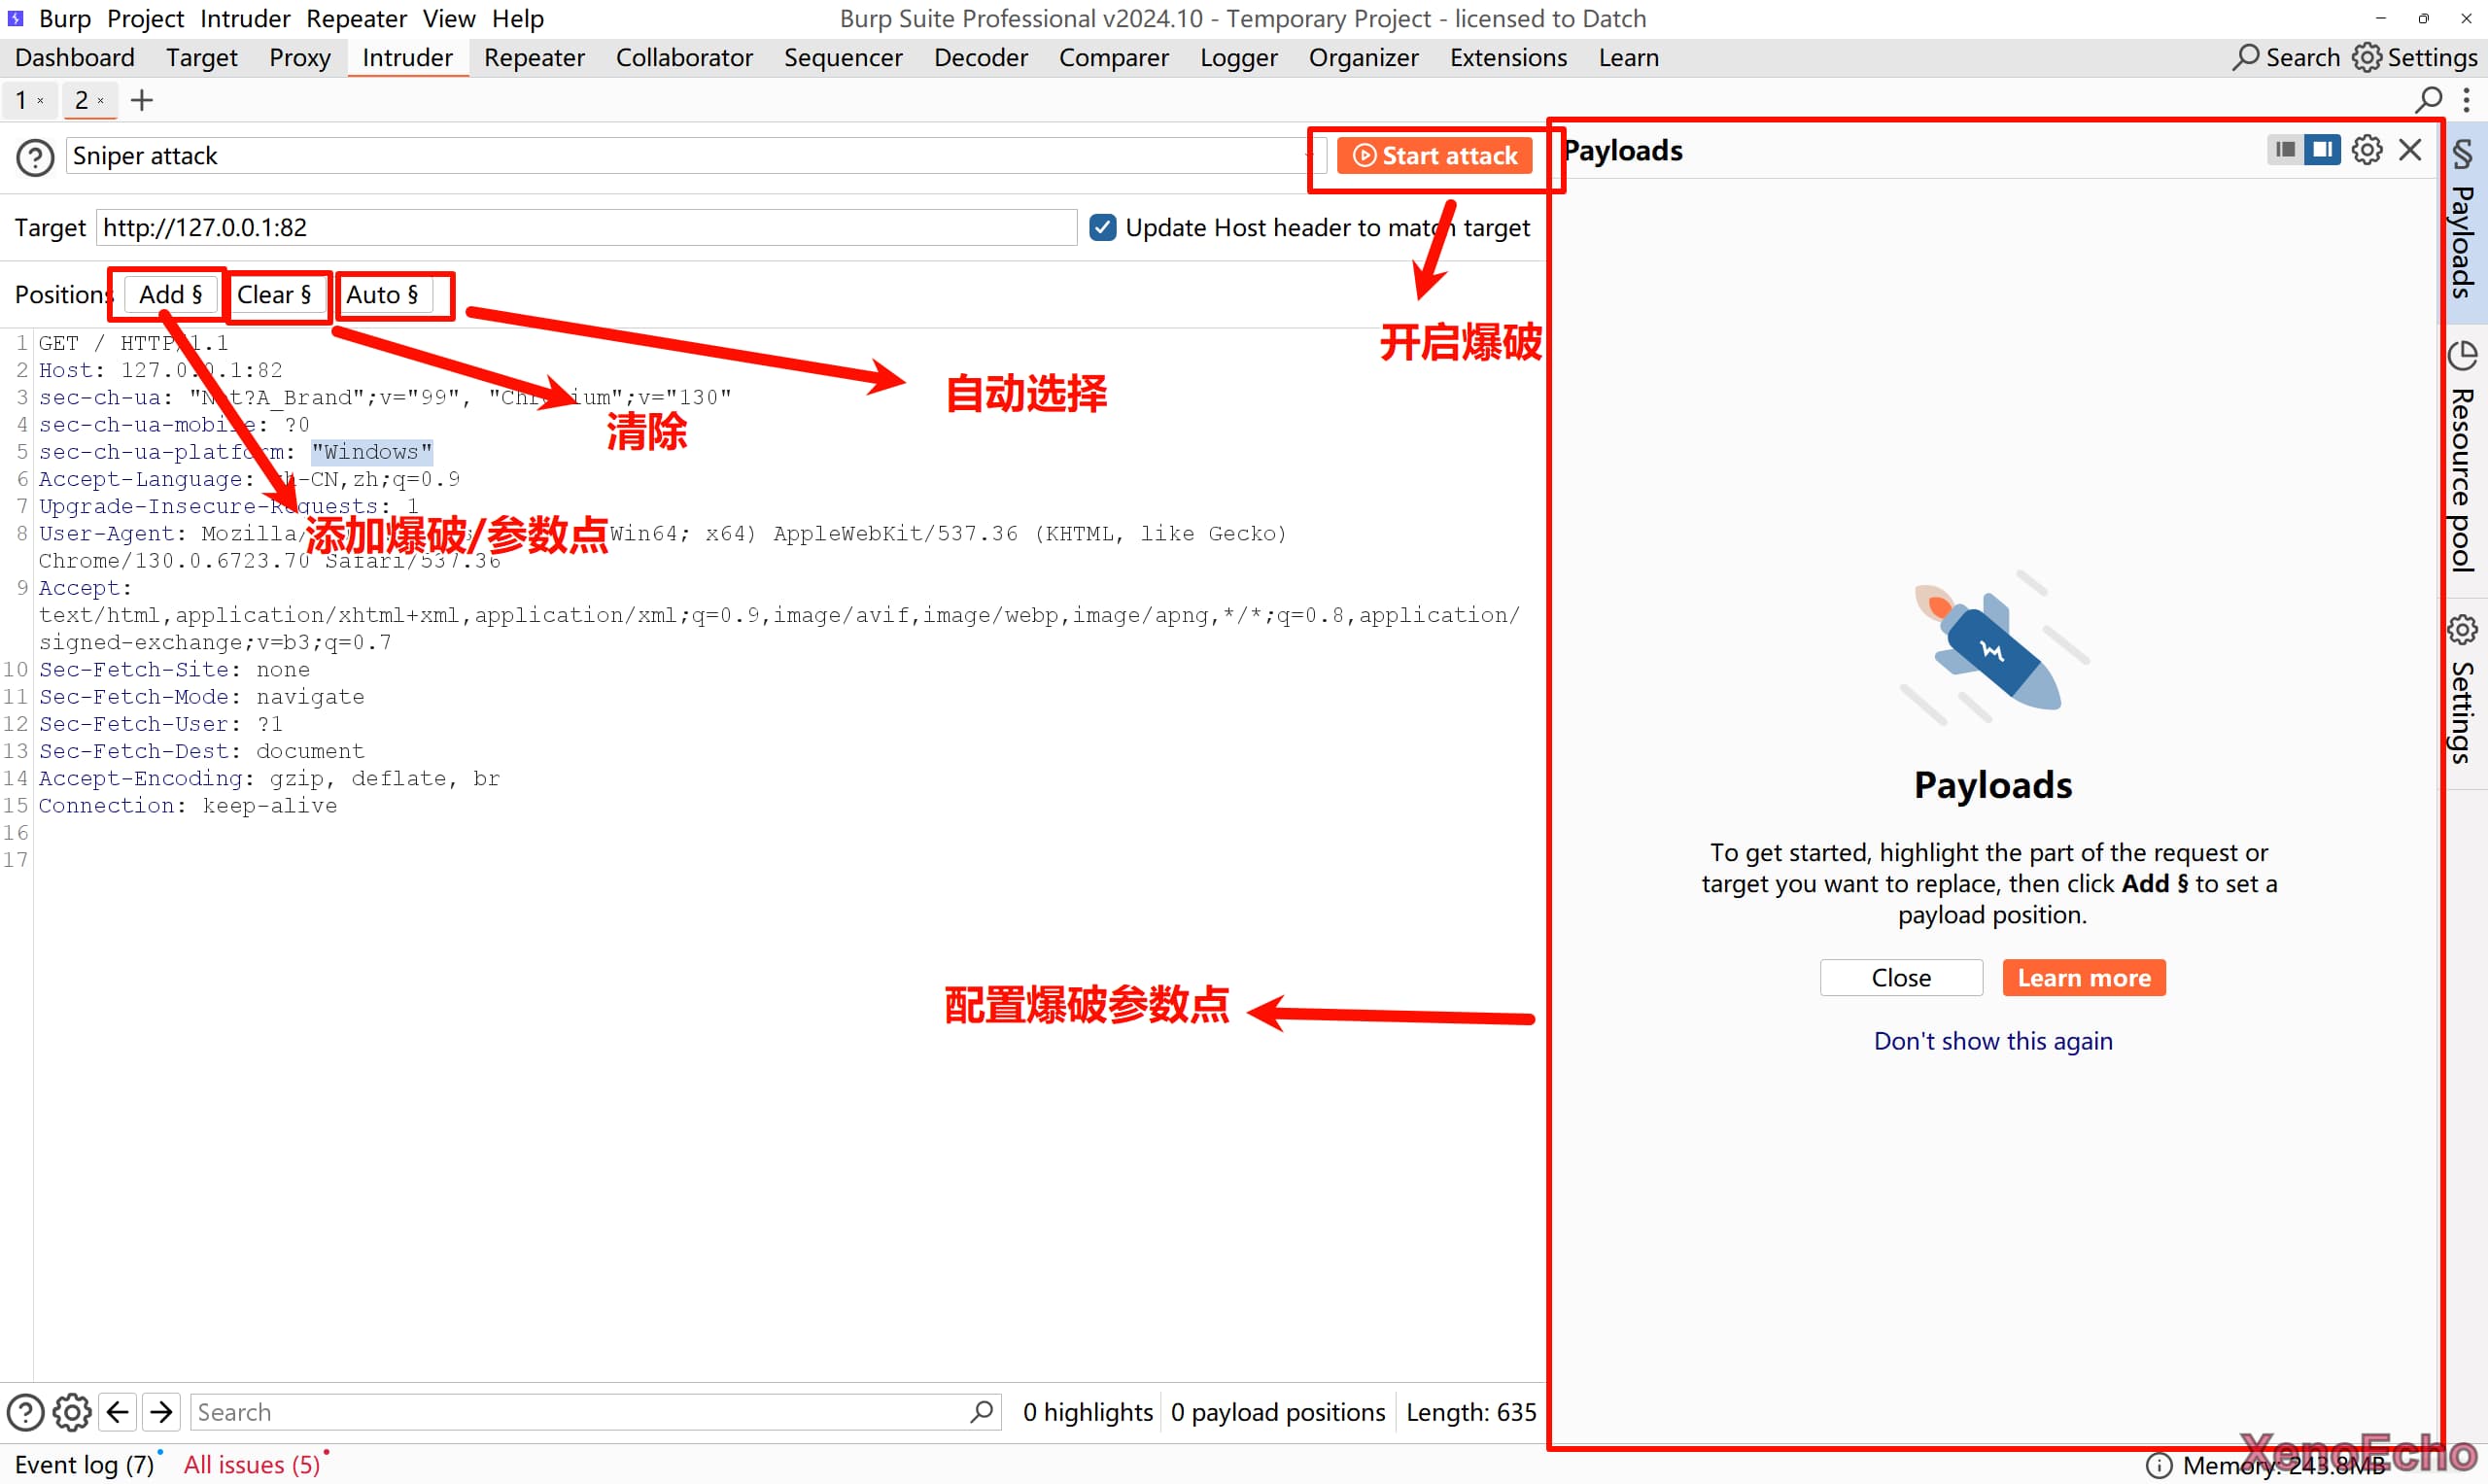 Burp Project Intruder Repeater View Help
Burp Suite Professional v2024.10 - Temporary Project - licensed to Datch
Dashboard Target Proxy Intruder Repeater Collaborator Sequencer Decoder Comparer Logger Organizer Extensions Learn
Search Settings
1 × 2 × +
Sniper attack
Start attack
Target http://127.0.0.1:82
Update Host header to match target
Positions Add § Clear § Auto §
开启爆破
自动选择
清除
添加爆破/参数点
配置爆破参数点
1 GET / HTTP/1.1
2 Host: 127.0.0.1:82
3 sec-ch-ua: "Not?A_Brand";v="99", "Chromium";v="130"
4 sec-ch-ua-mobile: ?0
5 sec-ch-ua-platform: "Windows"
6 Accept-Language: zh-CN,zh;q=0.9
7 Upgrade-Insecure-Requests: 1
8 User-Agent: Mozilla/ Win64; x64) AppleWebKit/537.36 (KHTML, like Gecko)
Chrome/130.0.6723.70 Safari/537.36
9 Accept:
text/html,application/xhtml+xml,application/xml;q=0.9,image/avif,image/webp,image/apng,*/*;q=0.8,application/
signed-exchange;v=b3;q=0.7
10 Sec-Fetch-Site: none
11 Sec-Fetch-Mode: navigate
12 Sec-Fetch-User: ?1
13 Sec-Fetch-Dest: document
14 Accept-Encoding: gzip, deflate, br
15 Connection: keep-alive
16
17
Payloads
Payloads
To get started, highlight the part of the request or
target you want to replace, then click Add § to set a
payload position.
Close
Learn more
Don't show this again
§ Payloads
Resource pool
Settings
Search
0 highlights
0 payload positions
Length: 635
Event log (7)
All issues (5)
Memory: 243.8MB
XenoEcho